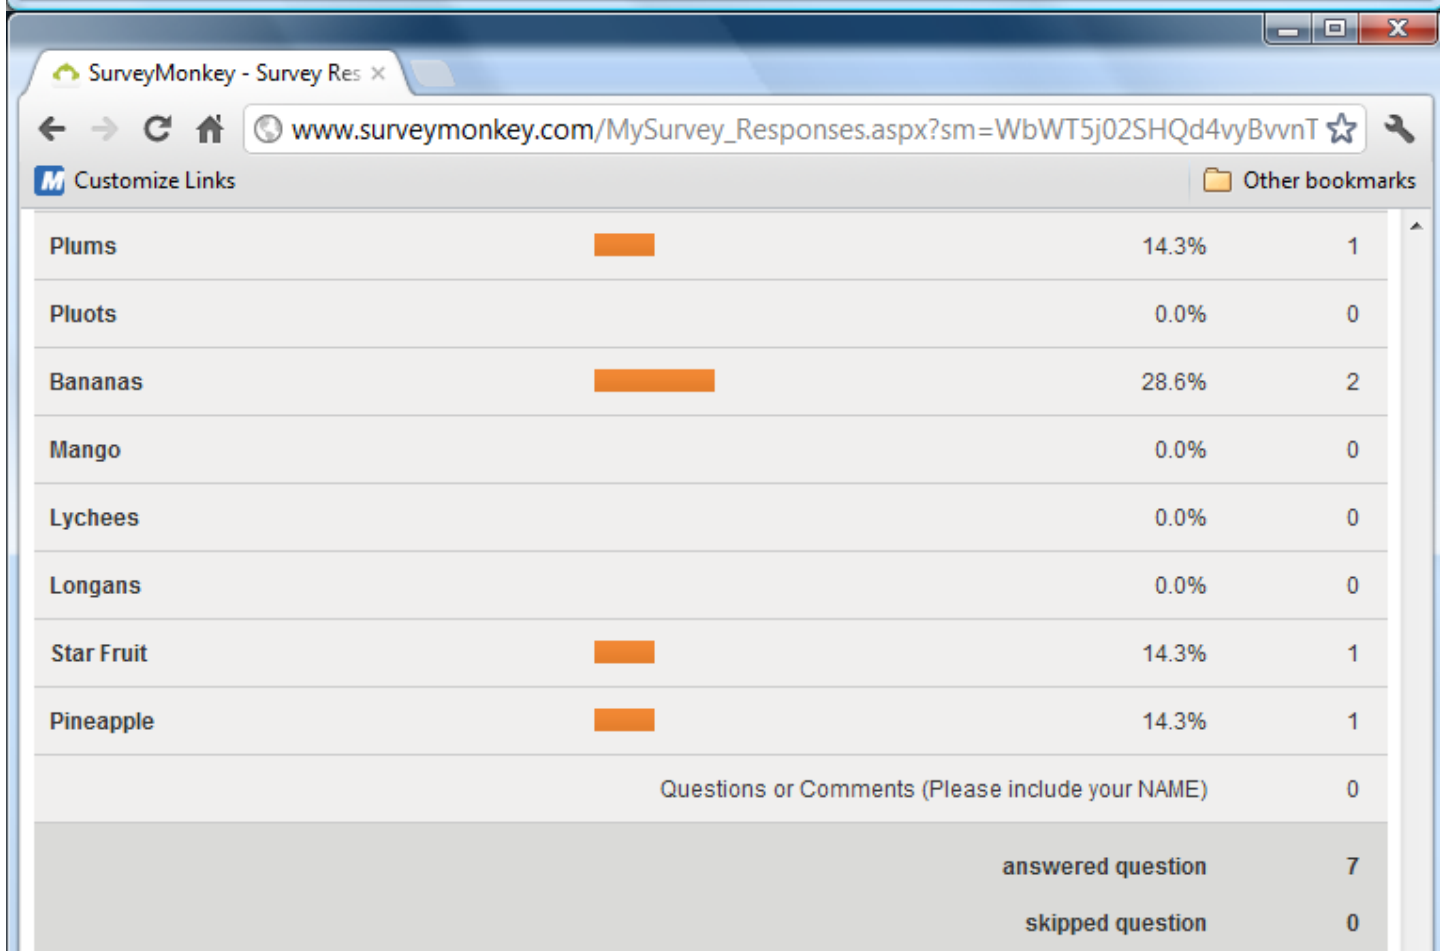 SurveyMonkey - Survey Res
www.surveymonkey.com/MySurvey_Responses.aspx?sm=WbWT5j02SHQd4vyBvvnT
Customize Links Other bookmarks
Plums 14.3% 1
Pluots 0.0% 0
Bananas 28.6% 2
Mango 0.0% 0
Lychees 0.0% 0
Longans 0.0% 0
Star Fruit 14.3% 1
Pineapple 14.3% 1
Questions or Comments (Please include your NAME) 0
answered question 7
skipped question 0